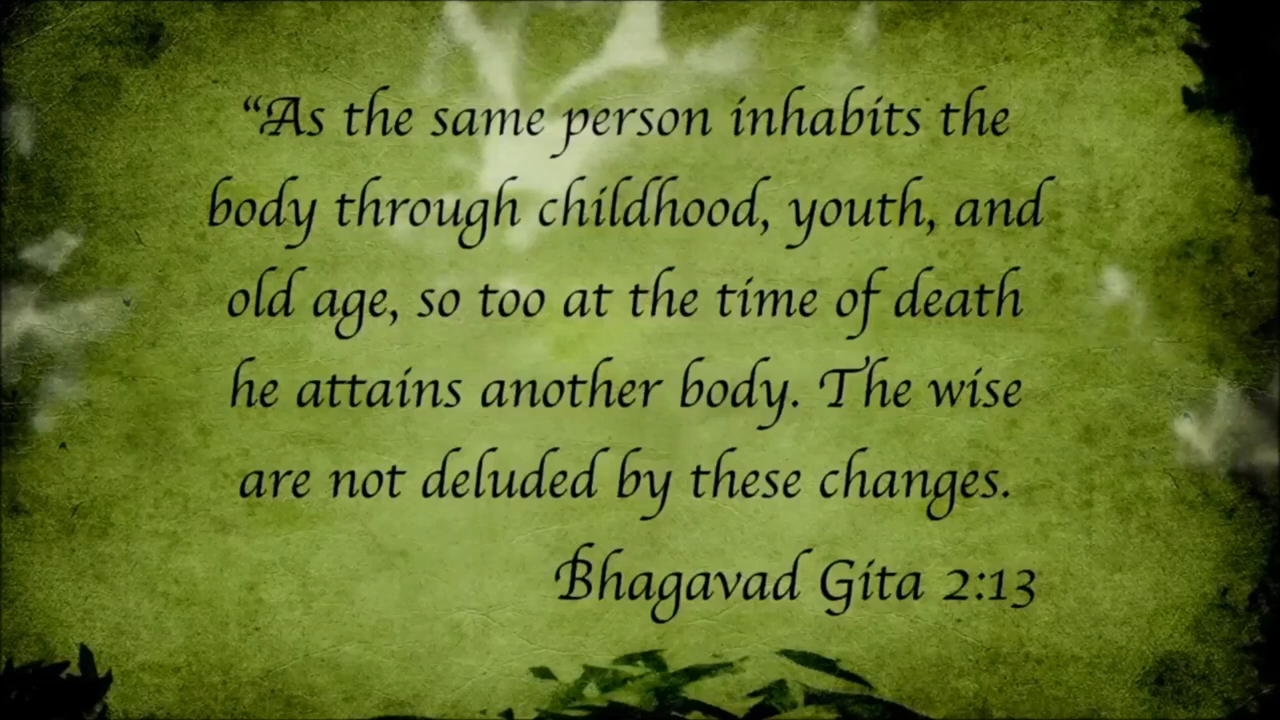 “As the same person inhabits the
body through childhood, youth, and
old age, so too at the time of death
he attains another body. The wise
are not deluded by these changes.
Bhagavad Gita 2:13